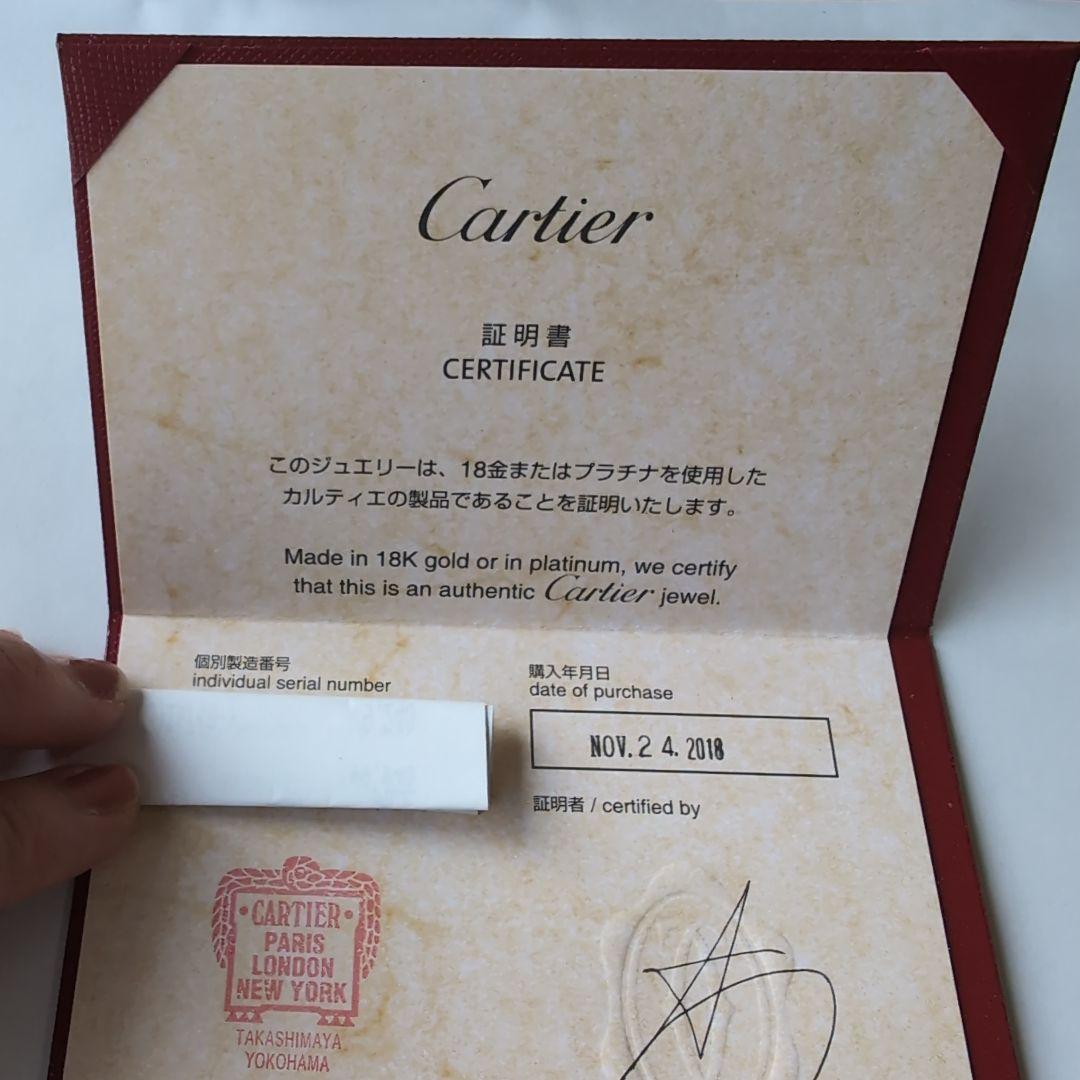 Cartier
証明書
CERTIFICATE
このジュエリーは、18金またはプラチナを使用した
カルティエの製品であることを証明いたします。
Made in 18K gold or in platinum, we certify
that this is an authentic Cartier jewel.
個別製造番号
individual serial number
購入年月日
date of purchase
NOV. 24. 2018
証明者 / certified by
CARTIER
PARIS
LONDON
NEW YORK
TAKASHIMAYA
YOKOHAMA